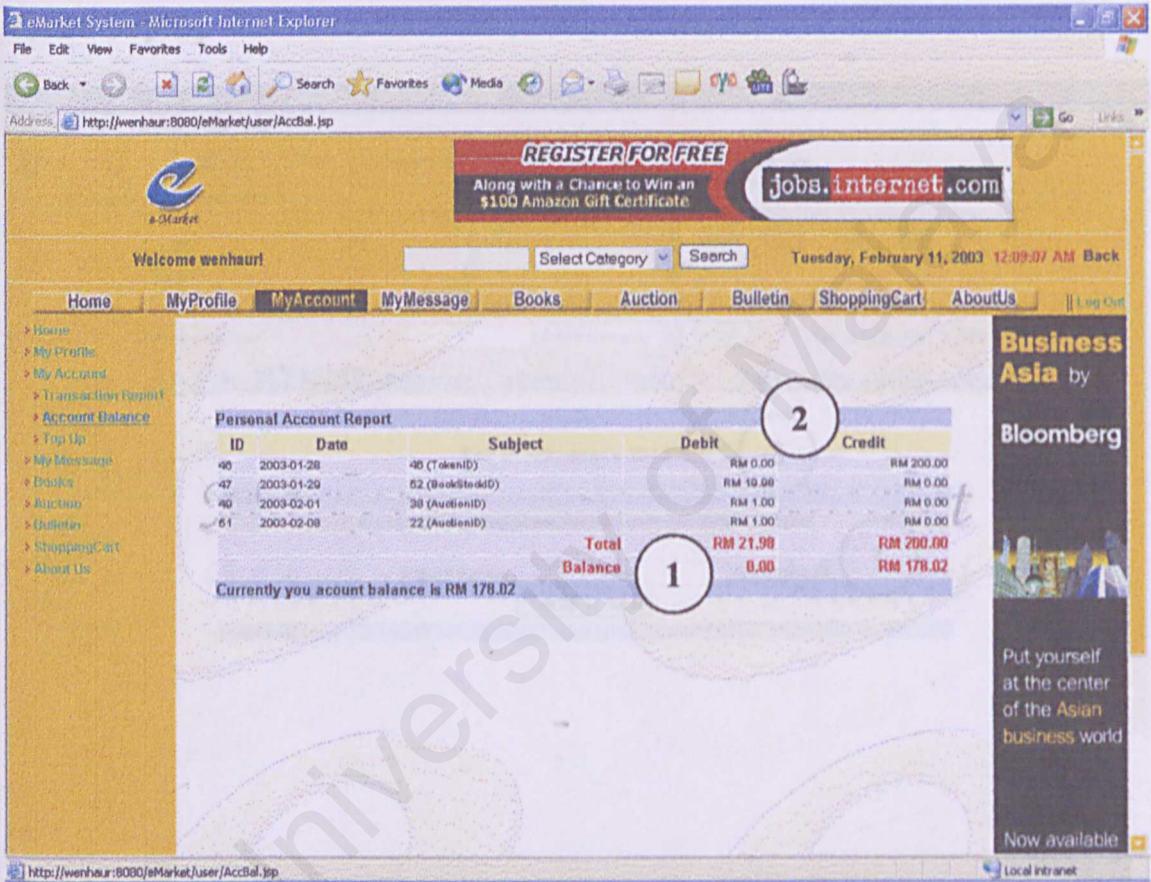 eMarket System - Microsoft Internet Explorer
File Edit View Favorites Tools Help
Back Search Favorites Media
Address http://wenhaur:8080/eMarket/user/AccBal.jsp Go Links
e-Market
REGISTER FOR FREE
Along with a Chance to Win an
$100 Amazon Gift Certificate
jobs.internet.com
Welcome wenhaur! Select Category Search Tuesday, February 11, 2003 12:09:07 AM Back
Home MyProfile MyAccount MyMessage Books Auction Bulletin ShoppingCart AboutUs || Log Out
Home
My Profile
My Account
Transaction Report
Account Balance
Top Up
My Message
Books
Auction
Bulletin
ShoppingCart
About Us
Personal Account Report
2
ID Date Subject Debit Credit
46 2003-01-28 46 (TokenID) RM 0.00 RM 200.00
47 2003-01-29 52 (BookStockID) RM 0.00
2003-02-01 (AuctionID) RM 1.00 RM 0.00
51 2003-02-08 22 (AuctionID) RM 1.00 RM 0.00
Total RM 21.98 RM 200.00
Balance 0.00 RM 178.02
1
Currently you acount balance is RM 178.02
Business
Asia by
Bloomberg
Put yourself
at the center
of the Asian
business world
Now available
http://wenhaur:8080/eMarket/user/AccBal.jsp Local intranet
University of Malaya